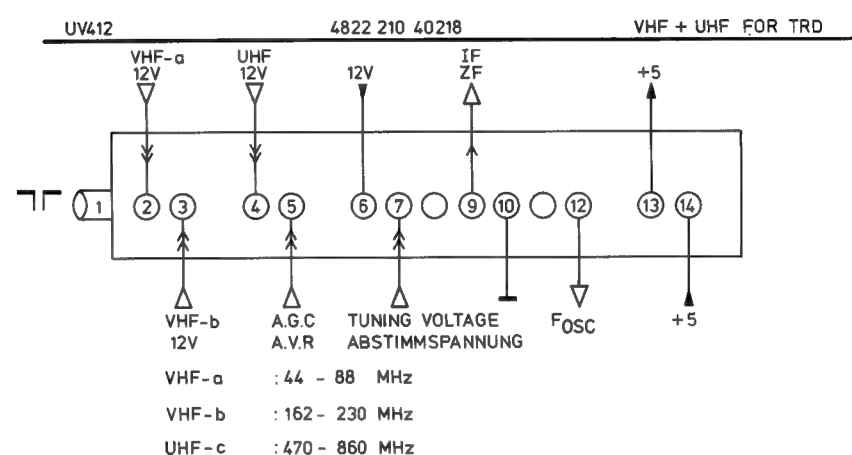 UV412 4822 210 40218 VHF + UHF FOR TRD
VHF-a UHF IF
12V 12V 12V ZF +5
1 2 3 4 5 6 7 9 10 12 13 14
VHF-b A.G.C TUNING VOLTAGE FOSC +5
12V A.V.R ABSTIMMSPANNUNG
VHF-a : 44 - 88 MHz
VHF-b : 162 - 230 MHz
UHF-c : 470 - 860 MHz